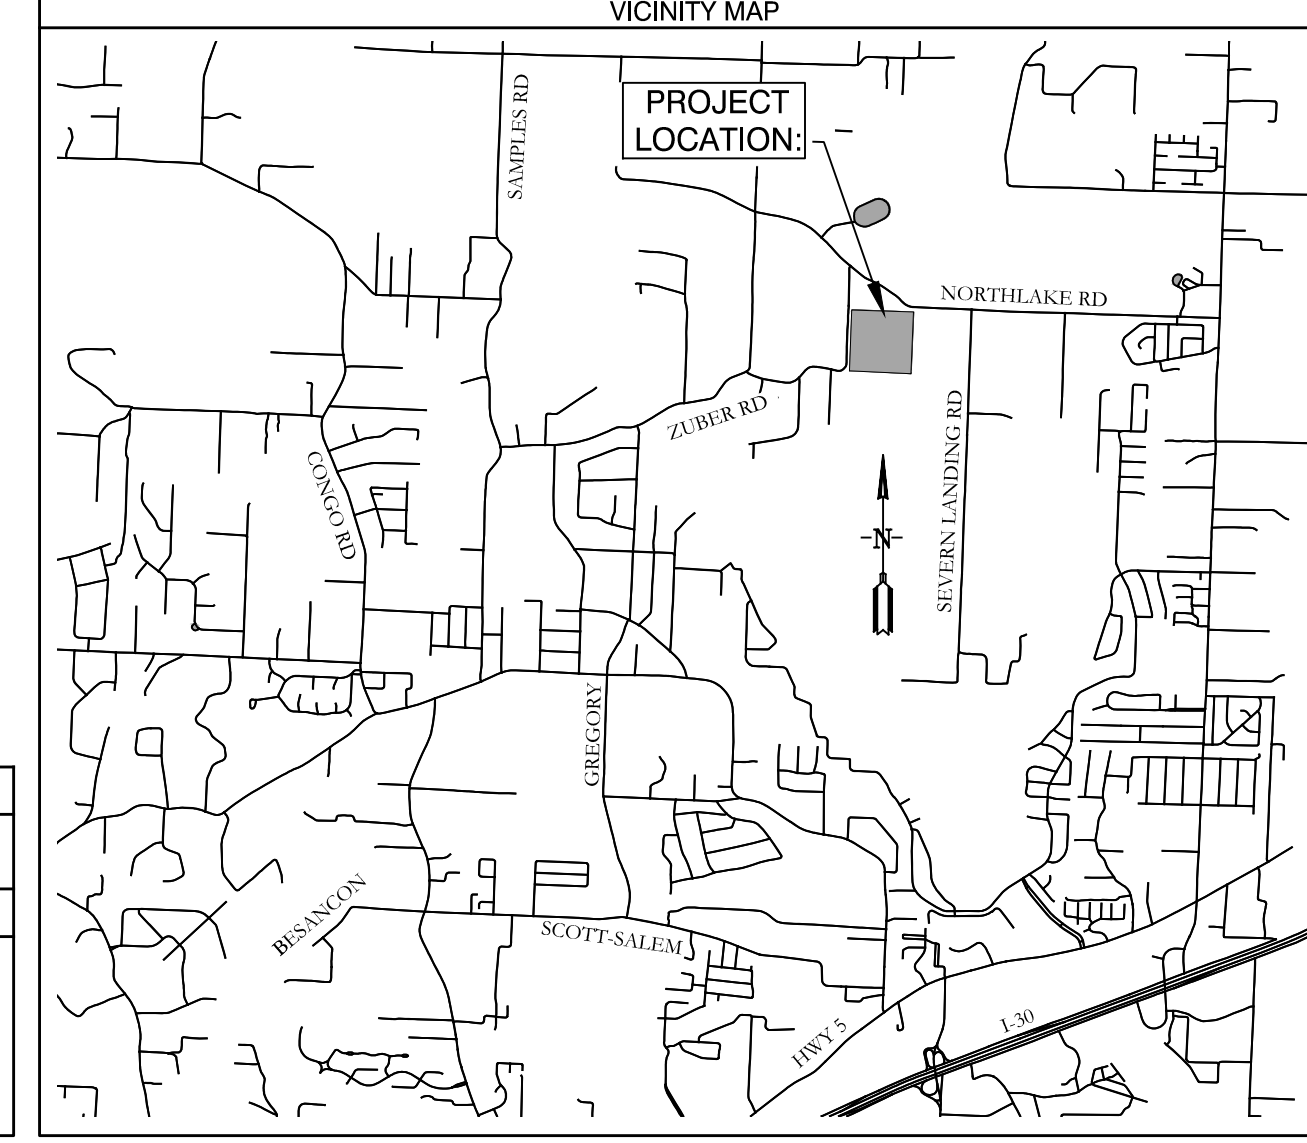 VICINITY MAP
SAMPLES RD
PROJECT
LOCATION:
NORTHLAKE RD
ZUBER RD
CONGO RD
SEVERN LANDING RD
N
GREGORY
BESANCON
SCOTT-SALEM
HWY 5
I-30